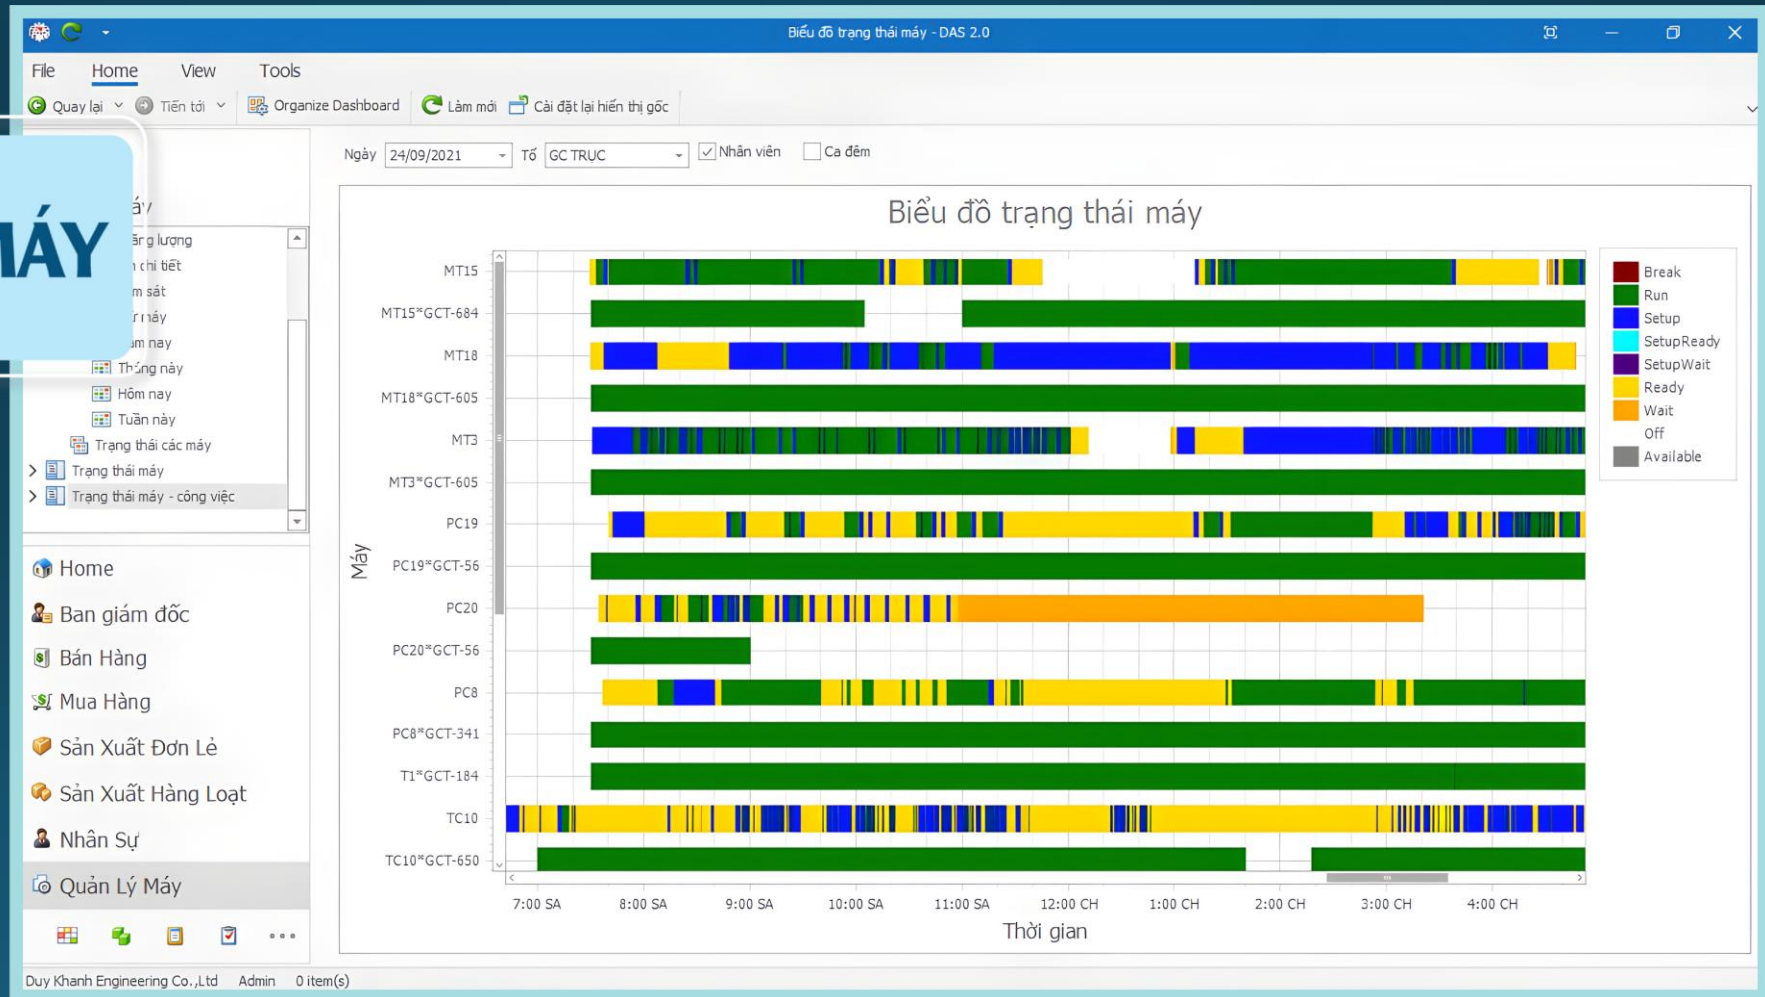 Biểu đồ trạng thái máy - DAS 2.0
File Home View Tools
Quay lại Tiến tới Organize Dashboard Làm mới Cài đặt lại hiển thị gốc
Ngày 24/09/2021 Tổ GC TRUC Nhân viên Ca đêm
MÁY
chi tiết
Tháng này
Hôm nay
Tuần này
Trạng thái các máy
Trạng thái máy
Trạng thái máy - công việc
Home
Ban giám đốc
Bán Hàng
Mua Hàng
Sản Xuất Đơn Lẻ
Sản Xuất Hàng Loạt
Nhân Sự
Quản Lý Máy
Biểu đồ trạng thái máy
Máy
MT15
MT15*GCT-684
MT18
MT18*GCT-605
MT3
MT3*GCT-605
PC19
PC19*GCT-56
PC20
PC20*GCT-56
PC8
PC8*GCT-341
T1*GCT-184
TC10
TC10*GCT-650
7:00 SA 8:00 SA 9:00 SA 10:00 SA 11:00 SA 12:00 CH 1:00 CH 2:00 CH 3:00 CH 4:00 CH
Thời gian
Break
Run
Setup
SetupReady
SetupWait
Ready
Wait
Off
Available
Duy Khanh Engineering Co.,Ltd Admin 0 item(s)